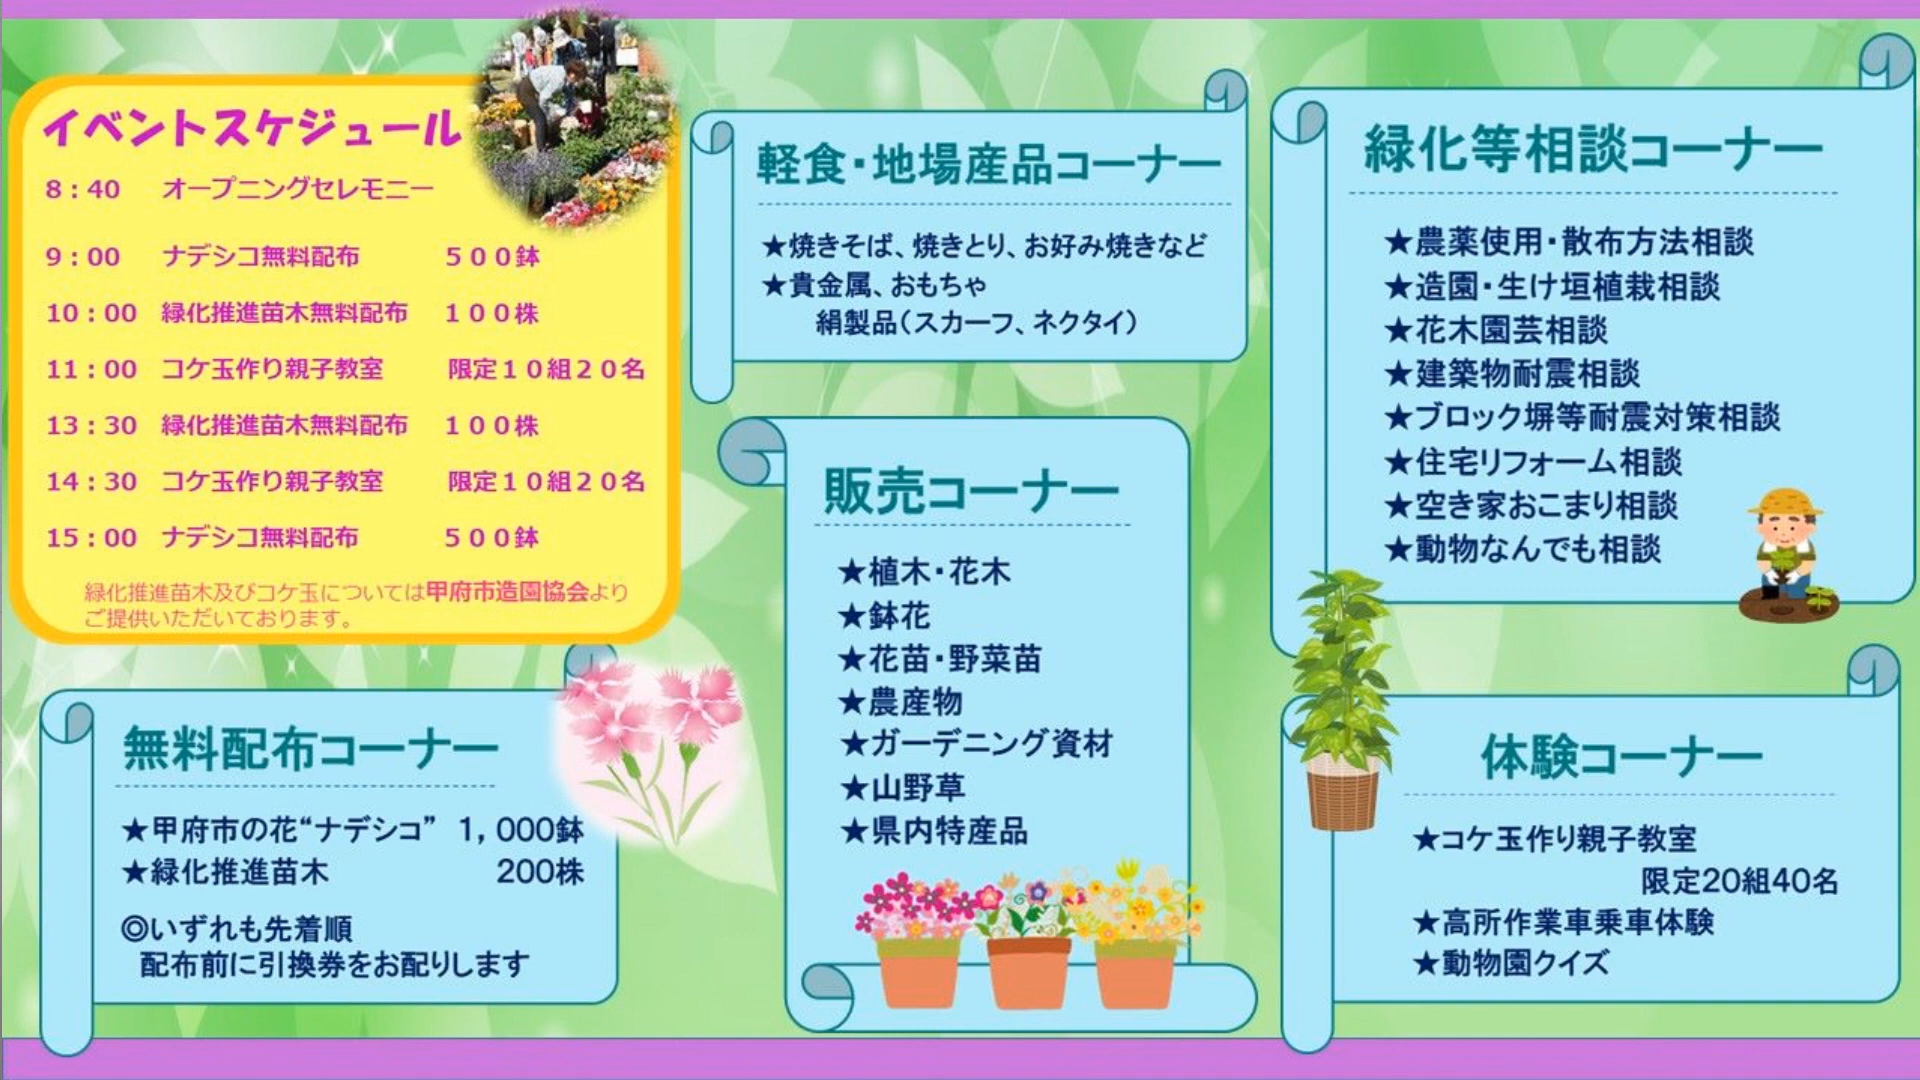 イベントスケジュール
8：40 オープニングセレモニー
9：00 ナデシコ無料配布 ５００鉢
10：00 緑化推進苗木無料配布 １００株
11：00 コケ玉作り親子教室 限定１０組２０名
13：30 緑化推進苗木無料配布 １００株
14：30 コケ玉作り親子教室 限定１０組２０名
15：00 ナデシコ無料配布 ５００鉢
緑化推進苗木及びコケ玉については甲府市造園協会より
ご提供いただいております。
無料配布コーナー
★甲府市の花“ナデシコ” 1，000鉢
★緑化推進苗木 200株
◎いずれも先着順
配布前に引換券をお配りします
軽食・地場産品コーナー
★焼きそば、焼きとり、お好み焼きなど
★貴金属、おもちゃ
絹製品（スカーフ、ネクタイ）
販売コーナー
★植木・花木
★鉢花
★花苗・野菜苗
★農産物
★ガーデニング資材
★山野草
★県内特産品
緑化等相談コーナー
★農薬使用・散布方法相談
★造園・生け垣植栽相談
★花木園芸相談
★建築物耐震相談
★ブロック塀等耐震対策相談
★住宅リフォーム相談
★空き家おこまり相談
★動物なんでも相談
体験コーナー
★コケ玉作り親子教室
限定20組40名
★高所作業車乗車体験
★動物園クイズ